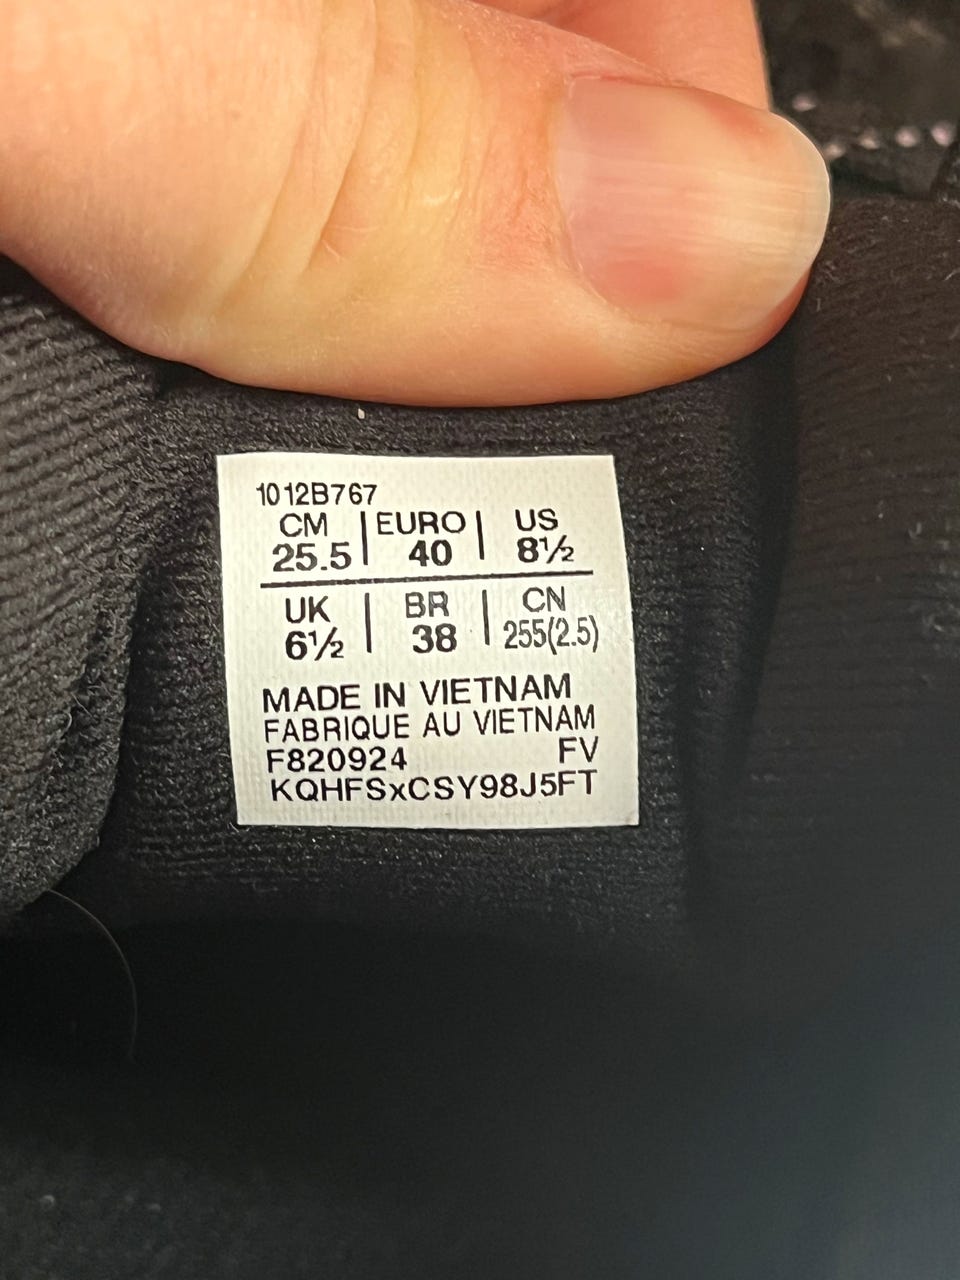 1012B767
CM | EURO | US
25.5 | 40 | 8½
UK | BR | CN
6½ | 38 | 255(2.5)
MADE IN VIETNAM
FABRIQUE AU VIETNAM
F820924 FV
KQHFSxCSY98J5FT